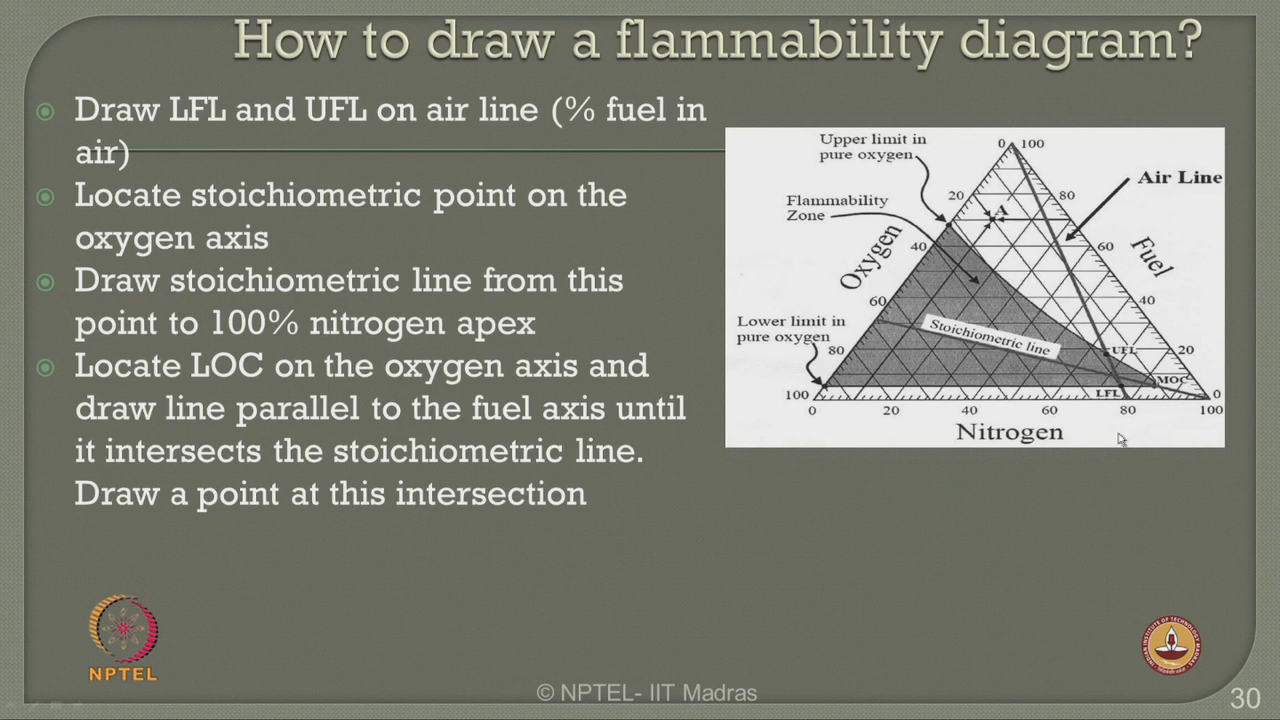 How to draw a flammability diagram?
Draw LFL and UFL on air line (% fuel in
air)
Locate stoichiometric point on the
oxygen axis
Draw stoichiometric line from this
point to 100% nitrogen apex
Locate LOC on the oxygen axis and
draw line parallel to the fuel axis until
it intersects the stoichiometric line.
Draw a point at this intersection
Upper limit in
pure oxygen
0 100
Air Line
20
80
A
Flammability
Zone
Oxygen
40
60
Fuel
60
40
Lower limit in
pure oxygen
Stoichiometric line
80
UFL
20
MOC
LFL
100
0
0 20 40 60 80 100
Nitrogen
NPTEL
© NPTEL- IIT Madras
30